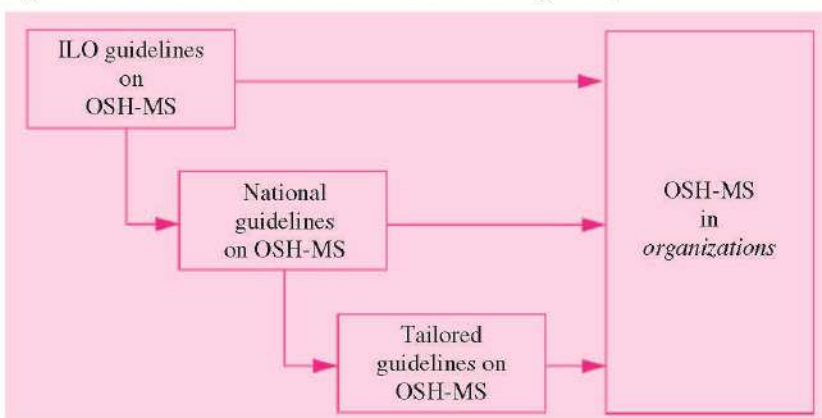 ILO guidelines
on
OSH-MS
National
guidelines
on OSH-MS
Tailored
guidelines on
OSH-MS
OSH-MS
in
organizations